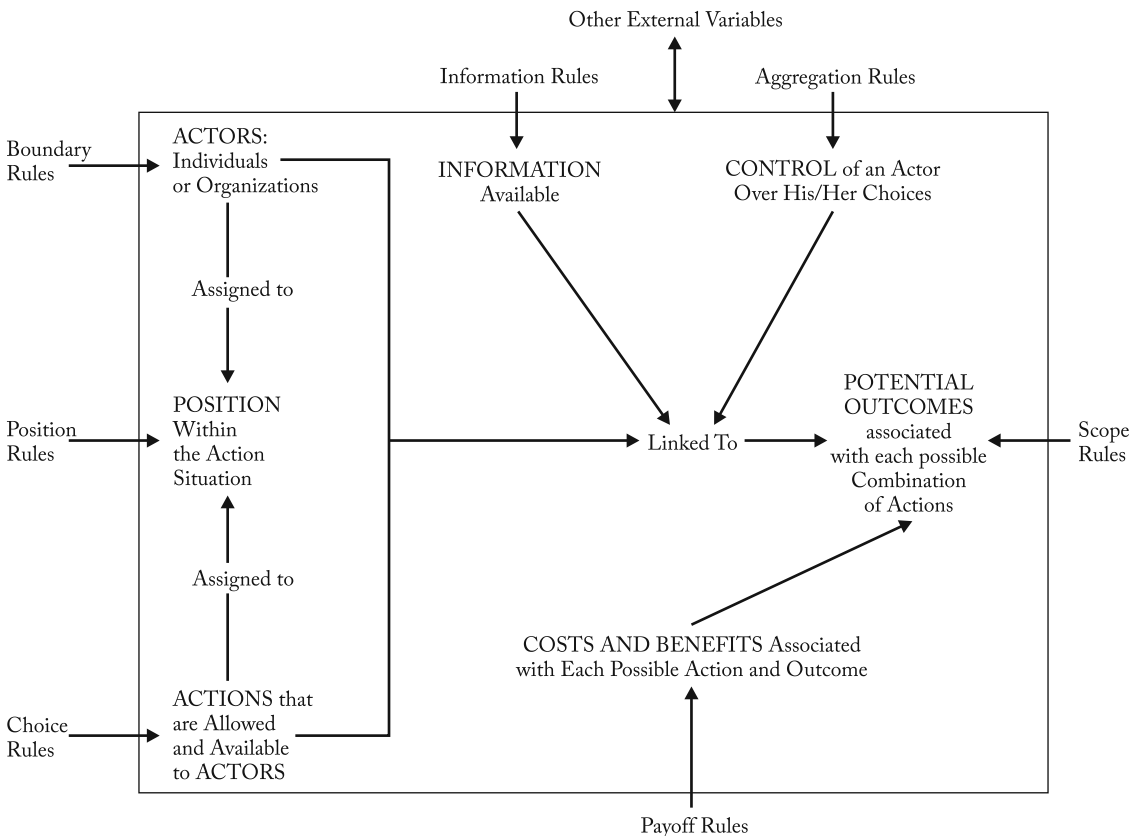 Other External Variables
Information Rules
Aggregation Rules
Boundary
Rules
ACTORS:
Individuals
or Organizations
INFORMATION
Available
CONTROL of an Actor
Over His/Her Choices
Assigned to
Position
Rules
POSITION
Within
the Action
Situation
Linked To
POTENTIAL
OUTCOMES
associated
with each possible
Combination
of Actions
Scope
Rules
Assigned to
COSTS AND BENEFITS Associated
with Each Possible Action and Outcome
Choice
Rules
ACTIONS that
are Allowed
and Available
to ACTORS
Payoff Rules